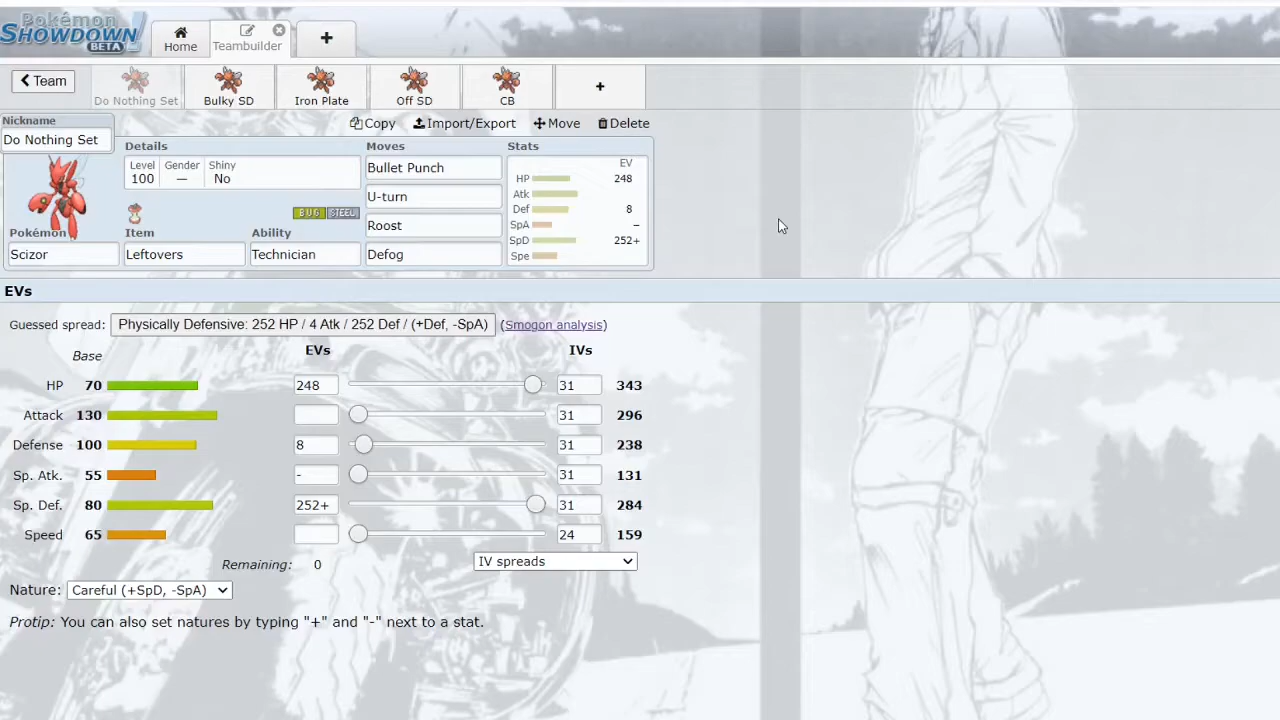 Pokémon
SHOWDOWN!
BETA
Home
Teambuilder
+
< Team
Do Nothing Set
Bulky SD
Iron Plate
Off SD
CB
+
Copy Import/Export Move Delete
Nickname
Do Nothing Set
Details
Level
100
Gender
—
Shiny
No
BUG STEEL
Pokémon
Scizor
Item
Leftovers
Ability
Technician
Moves
Bullet Punch
U-turn
Roost
Defog
Stats
EV
HP 248
Atk
Def 8
SpA –
SpD 252+
Spe
EVs
Guessed spread: Physically Defensive: 252 HP / 4 Atk / 252 Def / (+Def, -SpA) (Smogon analysis)
Base EVs IVs
HP 70 248 31 343
Attack 130 31 296
Defense 100 8 31 238
Sp. Atk. 55 - 31 131
Sp. Def. 80 252+ 31 284
Speed 65 24 159
Remaining: 0 IV spreads
Nature: Careful (+SpD, -SpA)
Protip: You can also set natures by typing "+" and "-" next to a stat.